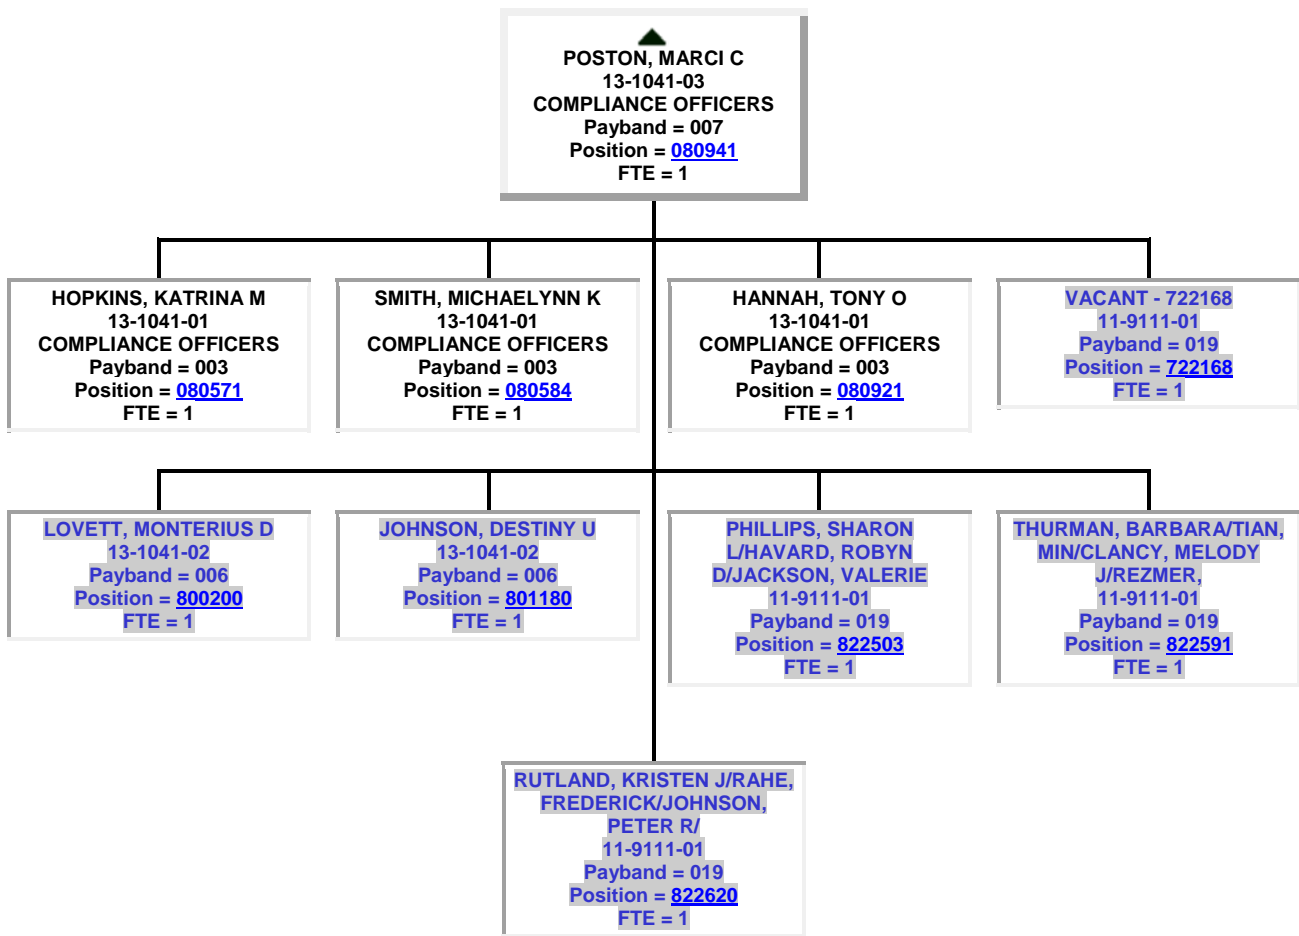 POSTON, MARCI C
13-1041-03
COMPLIANCE OFFICERS
Payband = 007
Position = 080941
FTE = 1
HOPKINS, KATRINA M
13-1041-01
COMPLIANCE OFFICERS
Payband = 003
Position = 080571
FTE = 1
SMITH, MICHAELYNN K
13-1041-01
COMPLIANCE OFFICERS
Payband = 003
Position = 080584
FTE = 1
HANNAH, TONY O
13-1041-01
COMPLIANCE OFFICERS
Payband = 003
Position = 080921
FTE = 1
VACANT - 722168
11-9111-01
Payband = 019
Position = 722168
FTE = 1
LOVETT, MONTERIUS D
13-1041-02
Payband = 006
Position = 800200
FTE = 1
JOHNSON, DESTINY U
13-1041-02
Payband = 006
Position = 801180
FTE = 1
PHILLIPS, SHARON
L/HAVARD, ROBYN
D/JACKSON, VALERIE
11-9111-01
Payband = 019
Position = 822503
FTE = 1
THURMAN, BARBARA/TIAN,
MIN/CLANCY, MELODY
J/REZMER,
11-9111-01
Payband = 019
Position = 822591
FTE = 1
RUTLAND, KRISTEN J/RAHE,
FREDERICK/JOHNSON,
PETER R/
11-9111-01
Payband = 019
Position = 822620
FTE = 1